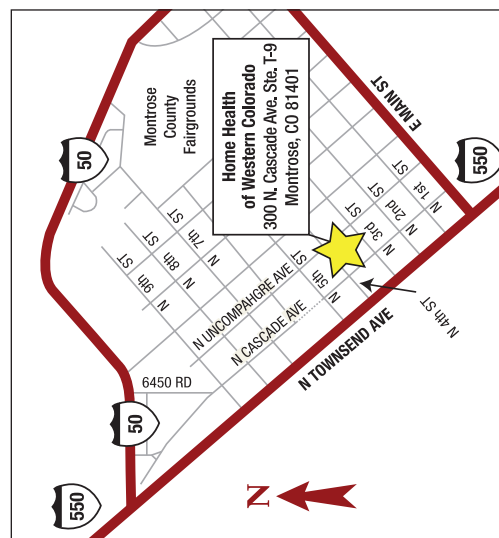 50
Montrose
County
Fairgrounds
Home Health
of Western Colorado
300 N. Cascade Ave. Ste. T-9
Montrose, CO 81401
E MAIN ST
550
N 1st ST
N 2nd ST
N 3rd ST
N 5th ST
N 7th ST
N 8th ST
N 9th ST
N UNCOMPAHGRE AVE
N CASCADE AVE
N 4th ST
N TOWNSEND AVE
6450 RD
50
550
N